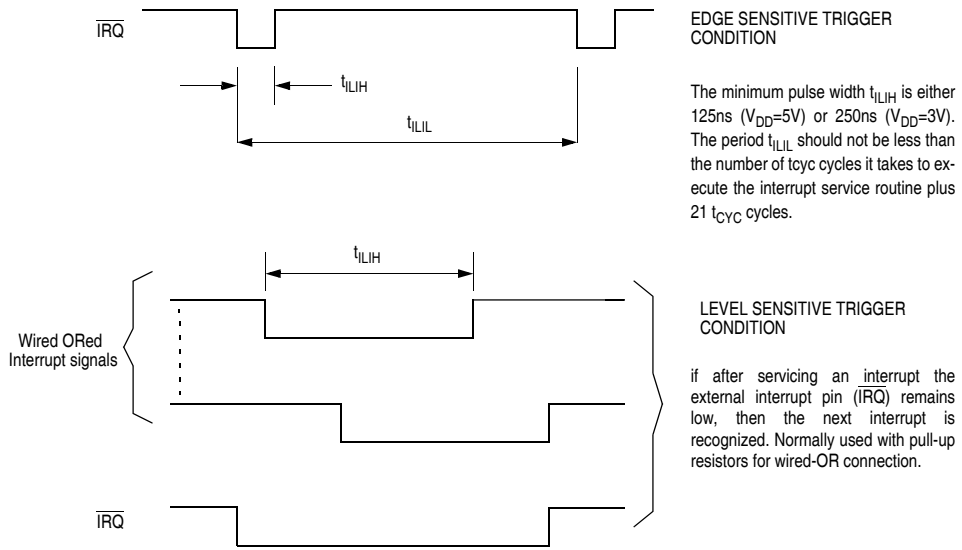 IRQ
tILIH
tILIL
EDGE SENSITIVE TRIGGER
CONDITION
The minimum pulse width tILIH is either
125ns (VDD=5V) or 250ns (VDD=3V).
The period tILIL should not be less than
the number of tcyc cycles it takes to ex-
ecute the interrupt service routine plus
21 tCYC cycles.
tILIH
Wired ORed
Interrupt signals
IRQ
LEVEL SENSITIVE TRIGGER
CONDITION
if after servicing an interrupt the
external interrupt pin (IRQ) remains
low, then the next interrupt is
recognized. Normally used with pull-up
resistors for wired-OR connection.